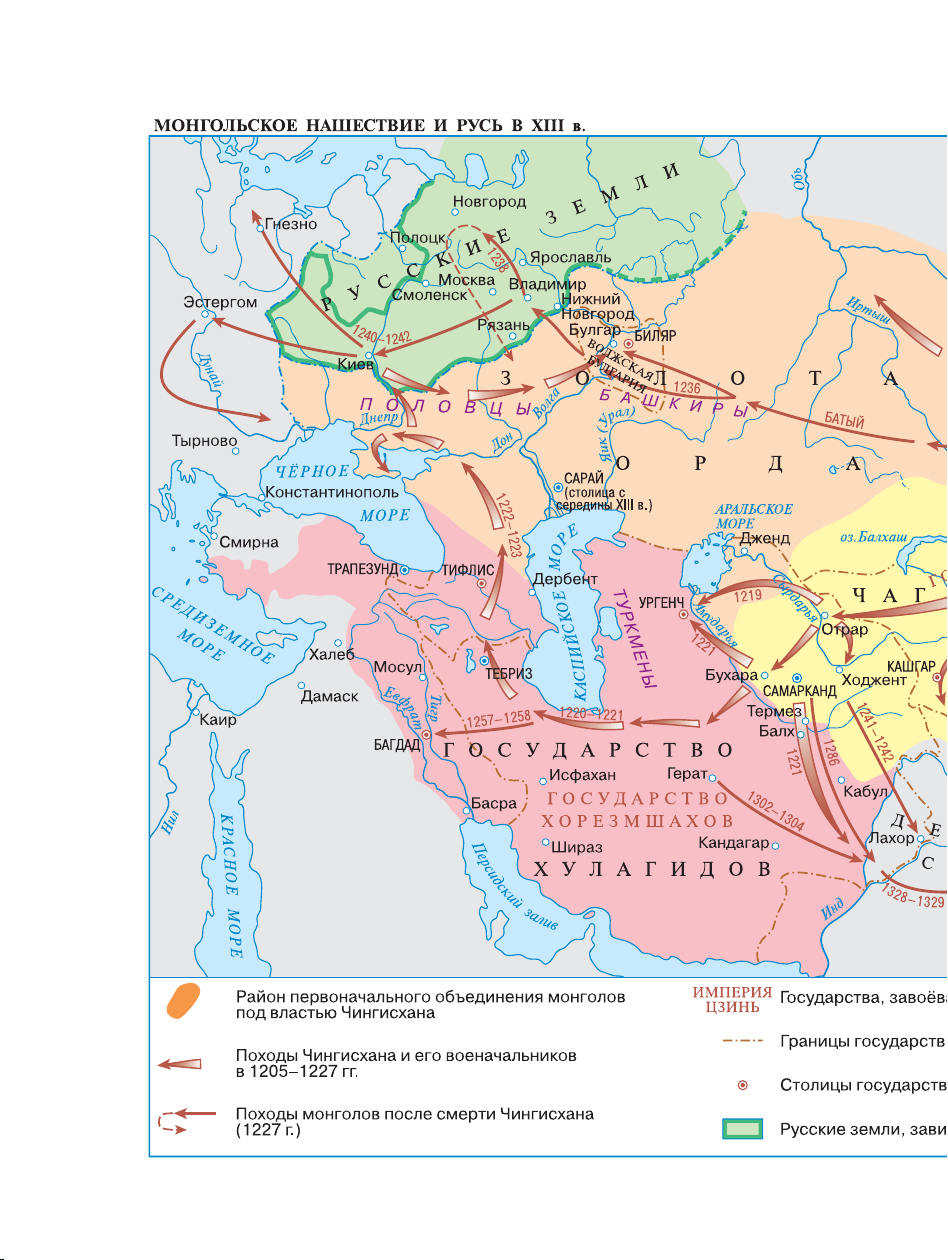 МОНГОЛЬСКОЕ НАШЕСТВИЕ И РУСЬ В XIII в.
Обь
РУССКИЕ ЗЕМЛИ
Новгород
Гнезно
Полоцк
1238
Ярославль
Москва
Смоленск
Владимир
Нижний
Новгород
Эстергом
Иртыш
1240–1242
Рязань
Булгар
БИЛЯР
Киев
ВОЛЖСКАЯ
БУЛГАРИЯ
Дунай
ЗОЛОТА
1236
ПОЛОВЦЫ
БАШКИРЫ
Днепр
Волга
БАТЫЙ
Тырново
Дон
Яик (Урал)
ОРДА
ЧЁРНОЕ
МОРЕ
САРАЙ
(столица с
середины XIII в.)
Константинополь
1222–1223
АРАЛЬСКОЕ
МОРЕ
Смирна
Дженд
оз.Балхаш
ТРАПЕЗУНД
ТИФЛИС
Дербент
КАСПИЙСКОЕ МОРЕ
ТУРКМЕНЫ
УРГЕНЧ
1219
Сырдарья
ЧАГ
ГО
СРЕДИЗЕМНОЕ
МОРЕ
Амударья
1221
Отрар
Халеб
Мосул
ТЕБРИЗ
Бухара
Ходжент
КАШГАР
Дамаск
САМАРКАНД
Евфрат
Тигр
Каир
1257–1258
1220–1221
Термез
Балх
1241–1242
БАГДАД
ГОСУДАРСТВО
1221
1286
Исфахан
Герат
Кабул
ГОСУДАРСТВО
ХОРЕЗМШАХОВ
1302–1304
Басра
ДЕ
С
Лахор
Нил
КРАСНОЕ МОРЕ
Шираз
Кандагар
ХУЛАГИДОВ
Персидский залив
Инд
1328–1329
Район первоначального объединения монголов
под властью Чингисхана
Походы Чингисхана и его военачальников
в 1205–1227 гг.
Походы монголов после смерти Чингисхана
(1227 г.)
ИМПЕРИЯ
ЦЗИНЬ
Государства, завоёва
Границы государств
Столицы государств
Русские земли, зави